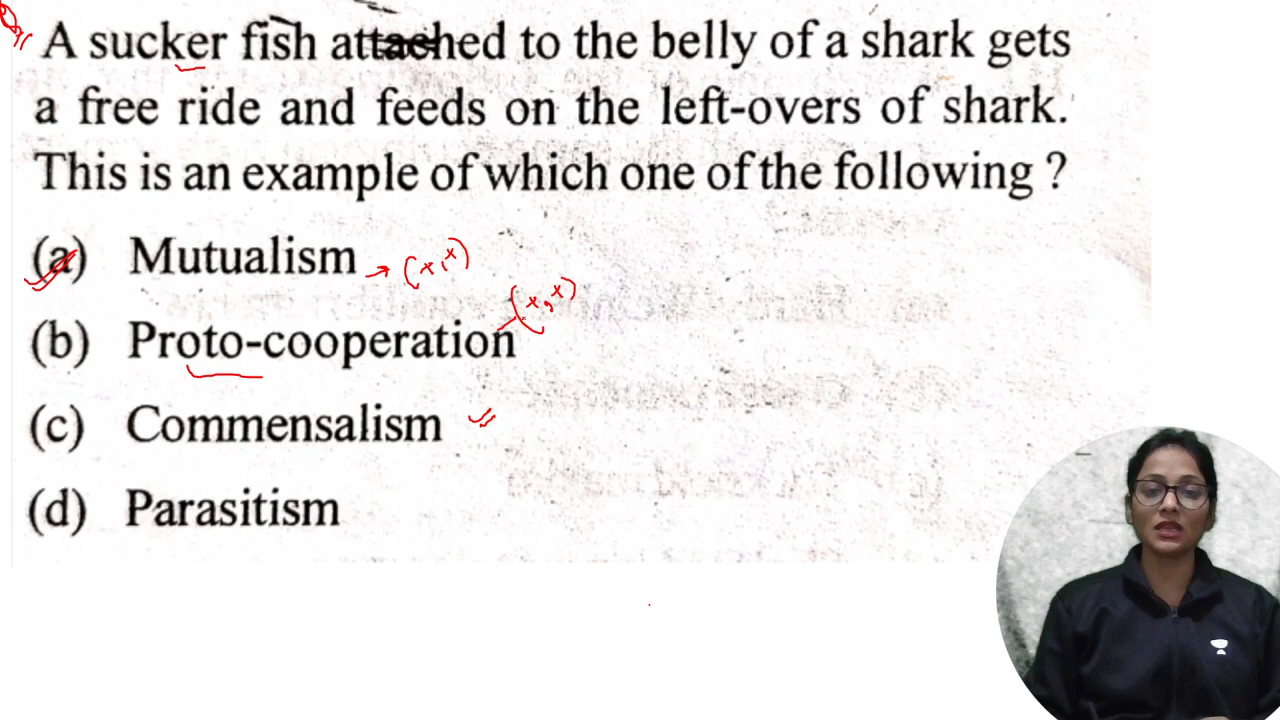 A sucker fish attached to the belly of a shark gets
a free ride and feeds on the left-overs of shark.
This is an example of which one of the following ?
(a) Mutualism → (+,+)
(b) Proto-cooperation (+,+)
(c) Commensalism
(d) Parasitism